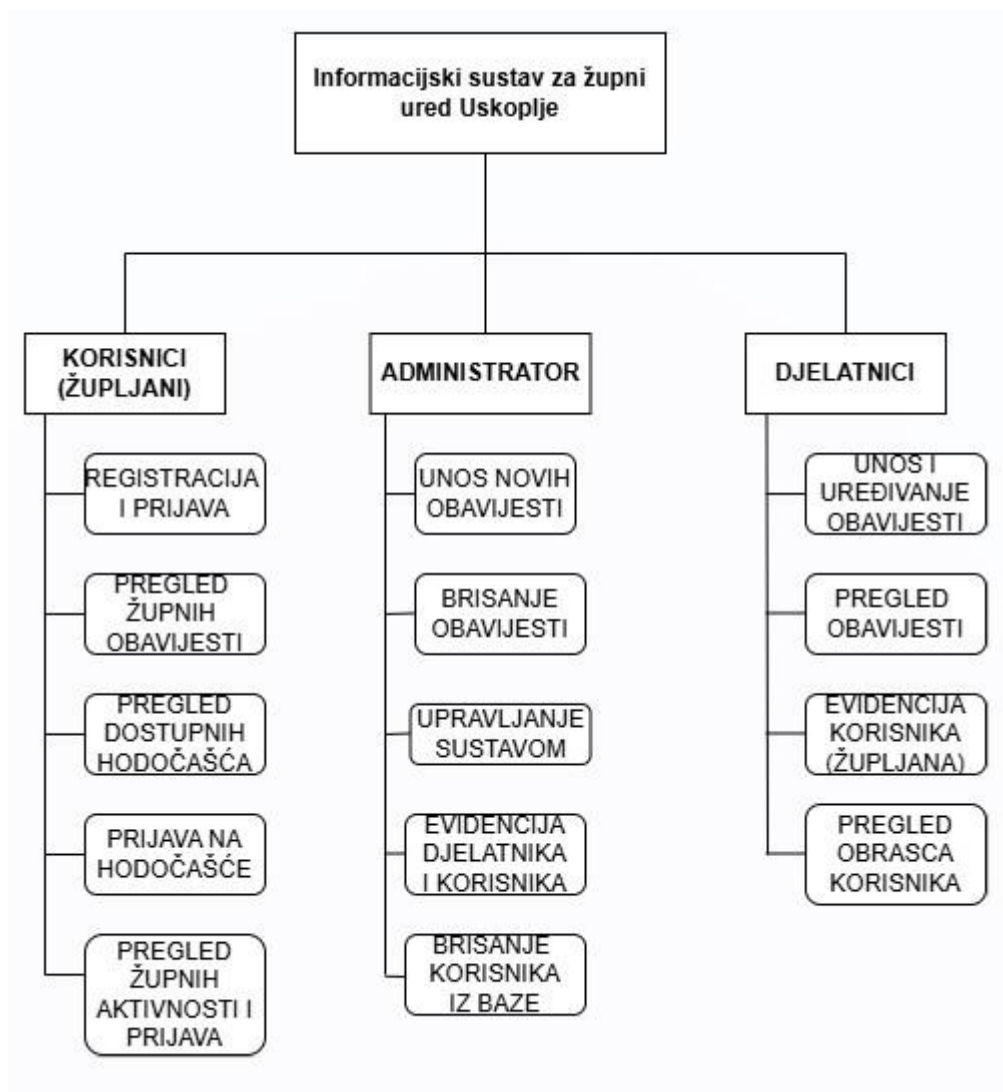 Informacijski sustav za župni
ured Uskoplje
KORISNICI
(ŽUPLJANI)
REGISTRACIJA
I PRIJAVA
PREGLED
ŽUPNIH
OBAVIJESTI
PREGLED
DOSTUPNIH
HODOČAŠĆA
PRIJAVA NA
HODOČAŠĆE
PREGLED
ŽUPNIH
AKTIVNOSTI I
PRIJAVA
ADMINISTRATOR
UNOS NOVIH
OBAVIJESTI
BRISANJE
OBAVIJESTI
UPRAVLJANJE
SUSTAVOM
EVIDENCIJA
DJELATNIKA
I KORISNIKA
BRISANJE
KORISNIKA
IZ BAZE
DJELATNICI
UNOS I
UREĐIVANJE
OBAVIJESTI
PREGLED
OBAVIJESTI
EVIDENCIJA
KORISNIKA
(ŽUPLJANA)
PREGLED
OBRASCA
KORISNIKA